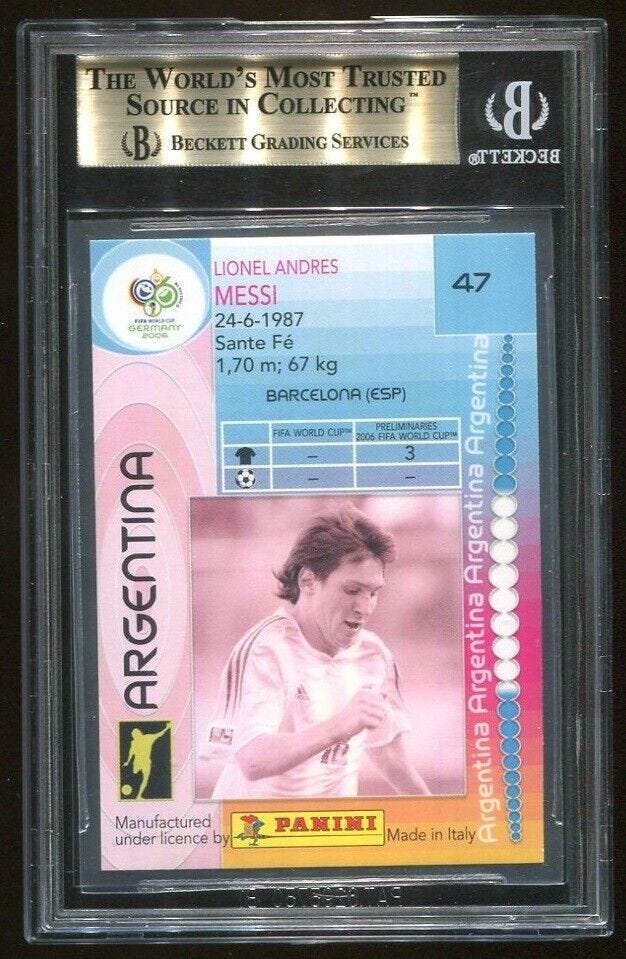 THE WORLD'S MOST TRUSTED
SOURCE IN COLLECTING™
B BECKETT GRADING SERVICES
B
BECKETT®
FIFA WORLD CUP
GERMANY
2006
LIONEL ANDRES
MESSI
24-6-1987
Sante Fé
1,70 m; 67 kg
47
BARCELONA (ESP)
FIFA WORLD CUP™
PRELIMINARIES
2006 FIFA WORLD CUP™
– 3
– –
ARGENTINA
Argentina Argentina Argentina Argentina
Manufactured
under licence by
PANINI
Made in Italy